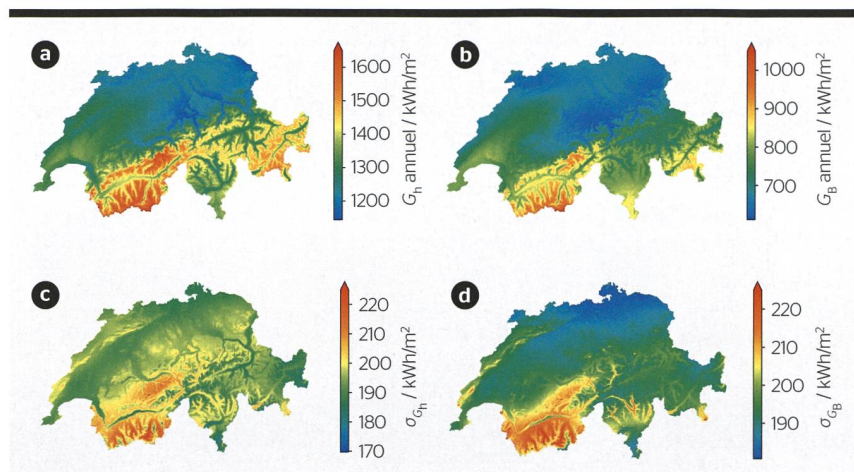 a
1600
1500
1400
1300
1200
G_h annuel / kWh/m²
b
1000
900
800
700
G_B annuel / kWh/m²
c
220
210
200
190
180
170
σ_G_h / kWh/m²
d
220
210
200
190
σ_G_B / kWh/m²